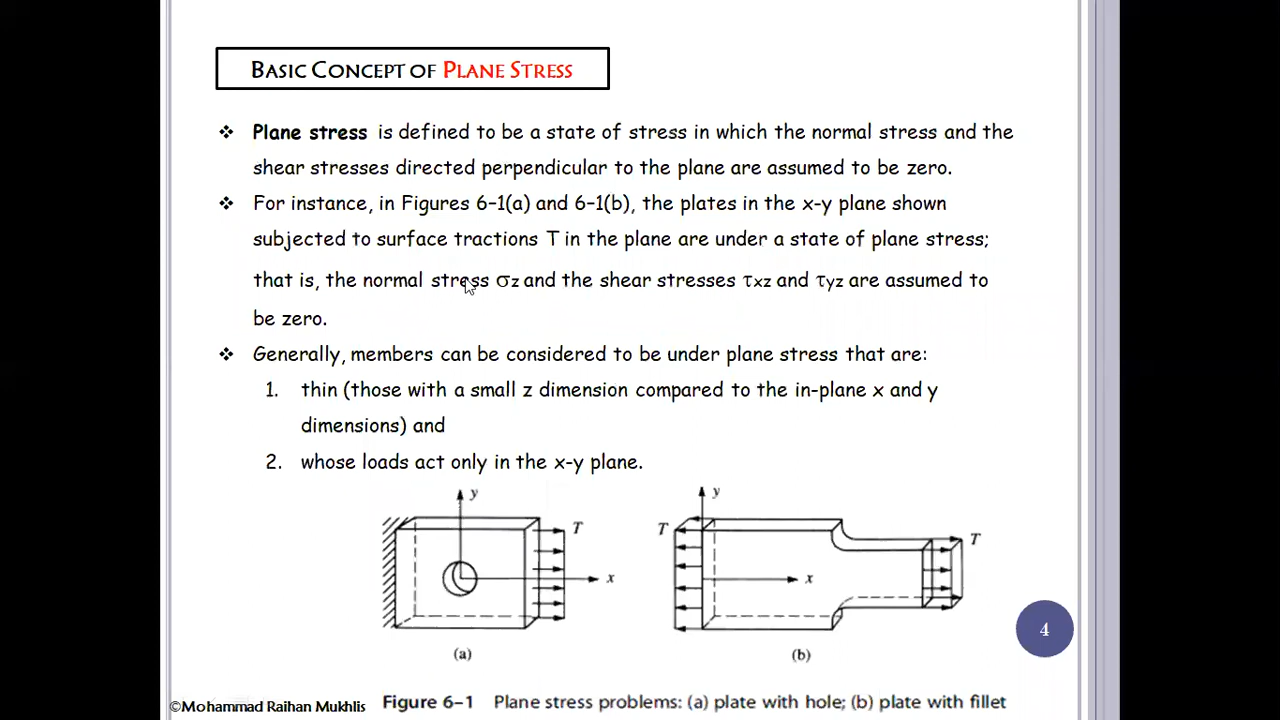 BASIC CONCEPT OF PLANE STRESS
❖ Plane stress is defined to be a state of stress in which the normal stress and the
shear stresses directed perpendicular to the plane are assumed to be zero.
❖ For instance, in Figures 6–1(a) and 6–1(b), the plates in the x-y plane shown
subjected to surface tractions T in the plane are under a state of plane stress;
that is, the normal stress σz and the shear stresses τxz and τyz are assumed to
be zero.
❖ Generally, members can be considered to be under plane stress that are:
1. thin (those with a small z dimension compared to the in-plane x and y
dimensions) and
2. whose loads act only in the x-y plane.
y
T
x
(a)
y
T
T
x
(b)
4
Figure 6–1 Plane stress problems: (a) plate with hole; (b) plate with fillet
©Mohammad Raihan Mukhlis